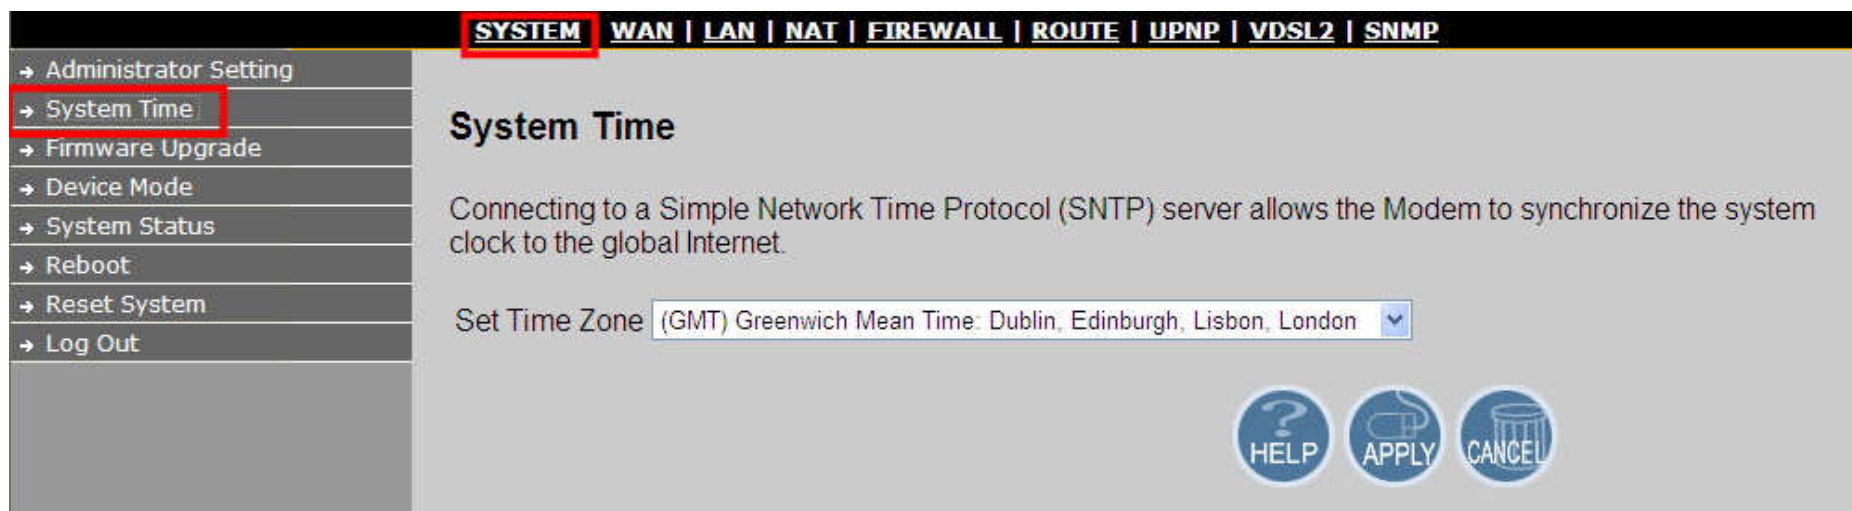 SYSTEM WAN | LAN | NAT | FIREWALL | ROUTE | UPNP | VDSL2 | SNMP
Administrator Setting
System Time
Firmware Upgrade
Device Mode
System Status
Reboot
Reset System
Log Out
System Time
Connecting to a Simple Network Time Protocol (SNTP) server allows the Modem to synchronize the system
clock to the global Internet.
Set Time Zone (GMT) Greenwich Mean Time: Dublin, Edinburgh, Lisbon, London
HELP APPLY CANCEL